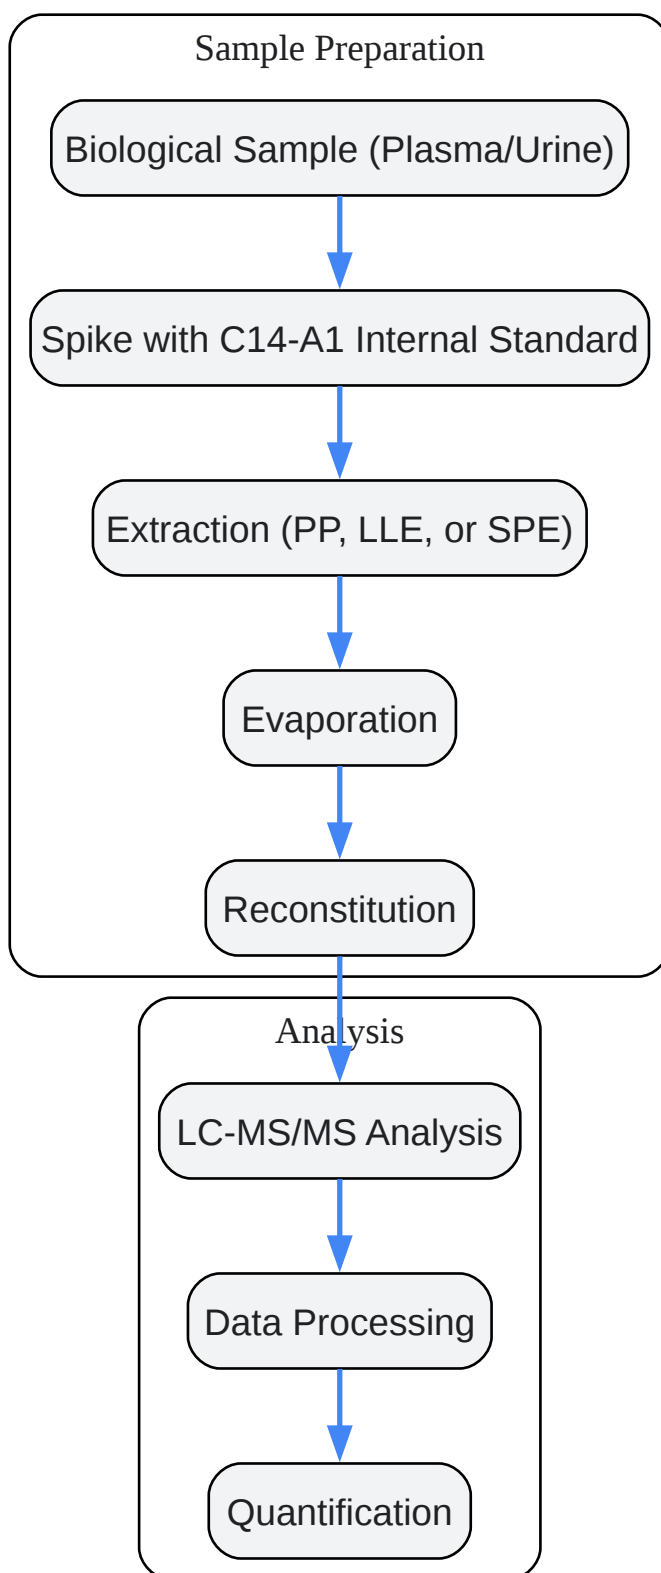 Sample Preparation
Biological Sample (Plasma/Urine)
Spike with C14-A1 Internal Standard
Extraction (PP, LLE, or SPE)
Evaporation
Reconstitution
Analysis
LC-MS/MS Analysis
Data Processing
Quantification